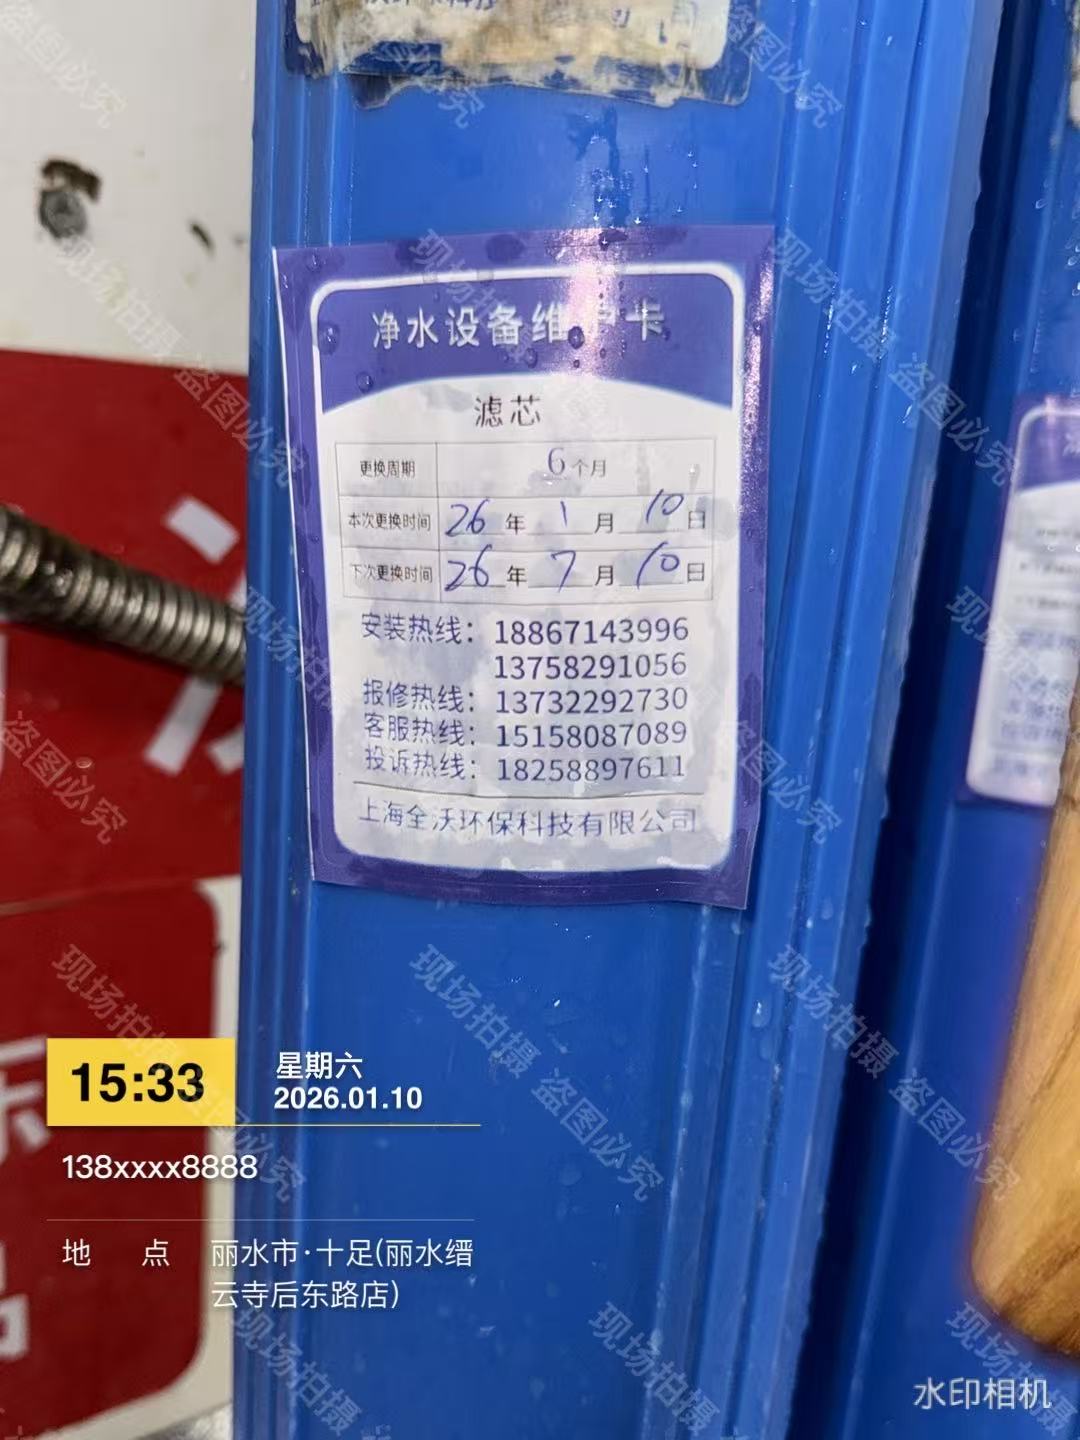 净水设备维护卡
滤芯
更换周期 6个月
本次更换时间 26年1月10日
下次更换时间 26年7月10日
安装热线：18867143996
13758291056
报修热线：13732292730
客服热线：15158087089
投诉热线：18258897611
上海全沃环保科技有限公司
15:33
星期六
2026.01.10
138xxxx8888
地 点 丽水市·十足(丽水缙
云寺后东路店)
水印相机
现场拍摄 盗图必究